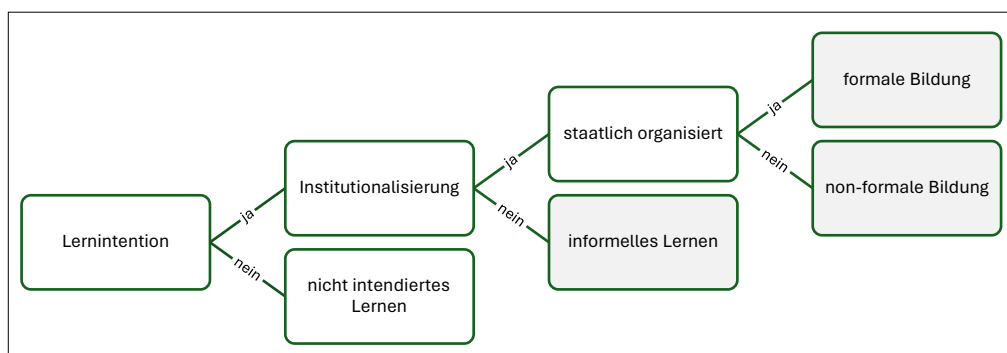 Lernintention
ja
nein
Institutionalisierung
nicht intendiertes
Lernen
ja
nein
staatlich organisiert
informelles Lernen
ja
nein
formale Bildung
non-formale Bildung